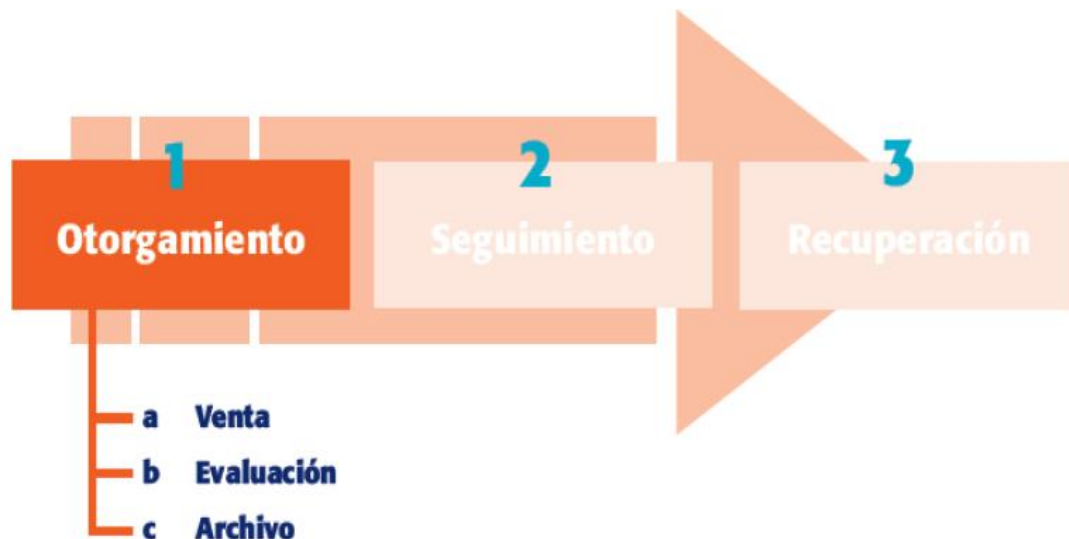 1
2
3
Otorgamiento
Seguimiento
Recuperación
a Venta
b Evaluación
c Archivo